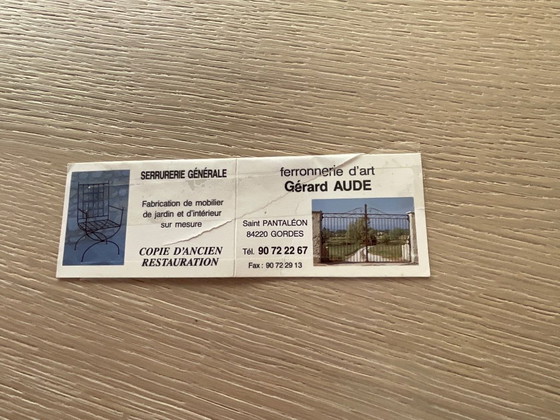 SERRURERIE GÉNÉRALE
Fabrication de mobilier
de jardin et d'intérieur
sur mesure
COPIE D'ANCIEN
RESTAURATION
ferronnerie d'art
Gérard AUDE
Saint PANTALÉON
84220 GORDES
Tél. 90 72 22 67
Fax : 90 72 29 13